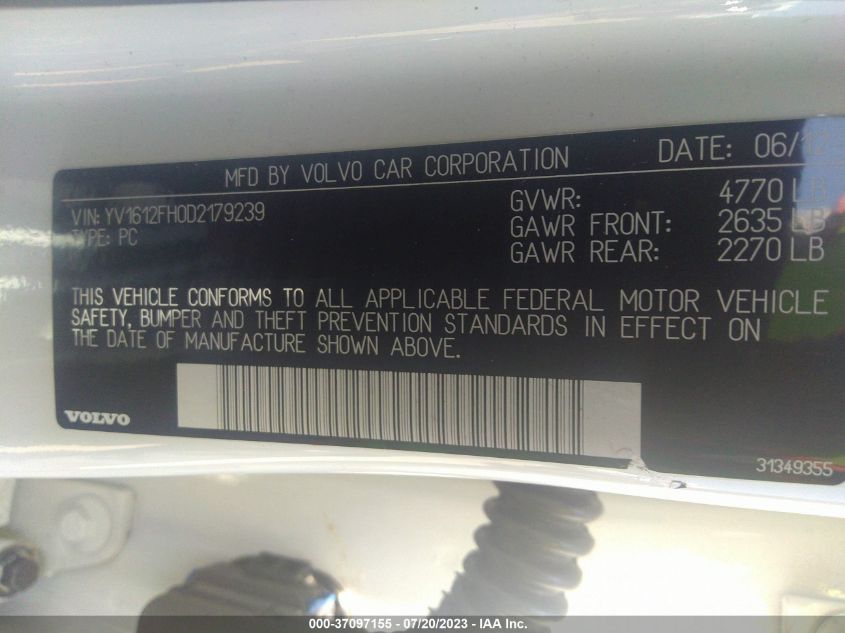 MFD BY VOLVO CAR CORPORATION DATE: 06/12
VIN: YV1612FH0D2179239
TYPE: PC
GVWR: 4770 LB
GAWR FRONT: 2635 LB
GAWR REAR: 2270 LB
THIS VEHICLE CONFORMS TO ALL APPLICABLE FEDERAL MOTOR VEHICLE
SAFETY, BUMPER AND THEFT PREVENTION STANDARDS IN EFFECT ON
THE DATE OF MANUFACTURE SHOWN ABOVE.
VOLVO
31349355
000-37097155 - 07/20/2023 - IAA Inc.